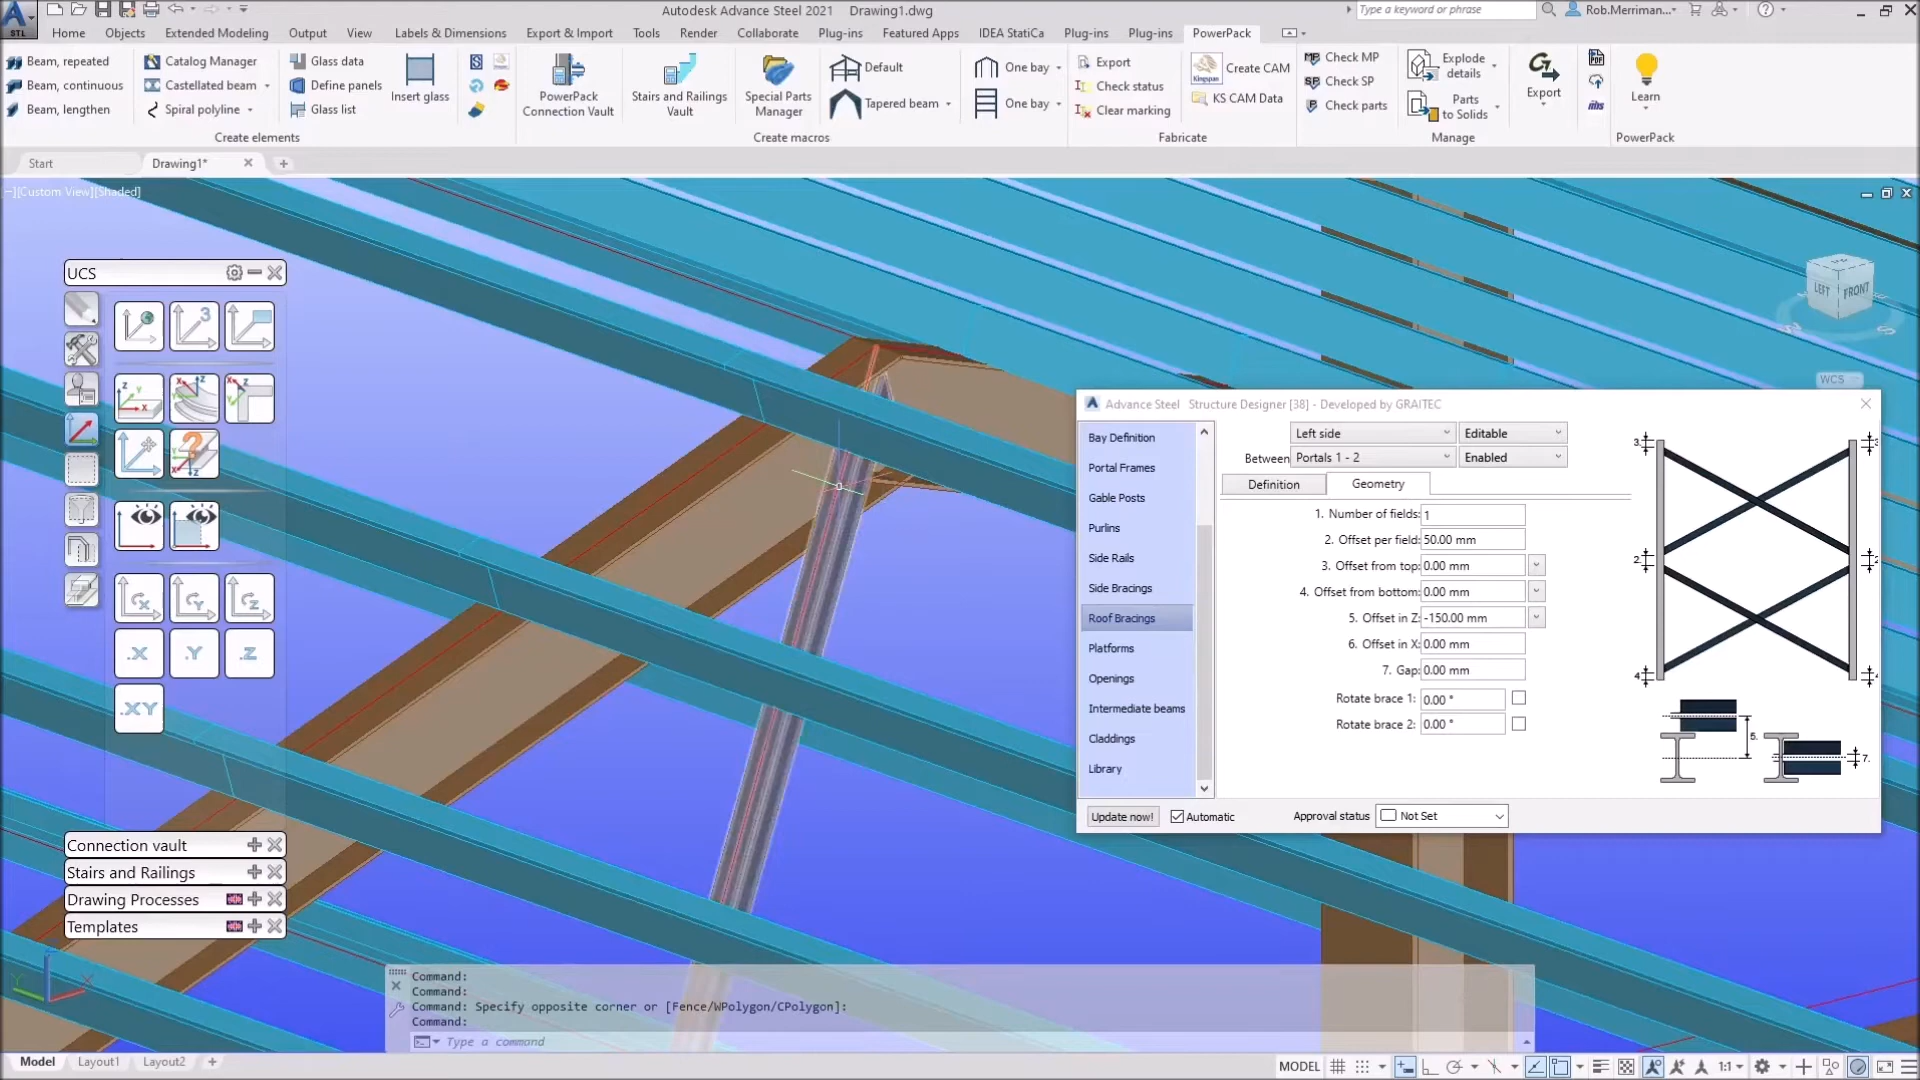 Autodesk Advance Steel 2021 Drawing1.dwg
Type a keyword or phrase
Rob.Merriman...
STL
Home Objects Extended Modeling Output View Labels & Dimensions Export & Import Tools Render Collaborate Plug-ins Featured Apps IDEA StatiCa Plug-ins Plug-ins PowerPack
Beam, repeated
Beam, continuous
Beam, lengthen
Catalog Manager
Castellated beam
Spiral polyline
Glass data
Define panels
Glass list
Insert glass
PowerPack
Connection Vault
Stairs and Railings
Vault
Special Parts
Manager
Default
Tapered beam
One bay
One bay
Export
Check status
Clear marking
Kingspan
Create CAM
KS CAM Data
Check MP
Check SP
Check parts
Explode
details
Parts
to Solids
Export
Learn
Create elements
Create macros
Fabricate
Manage
PowerPack
Start
Drawing1*
[Custom View][Shaded]
UCS
3
X
Y
Z
.X
.Y
.Z
.XY
LEFT
FRONT
WCS
Connection vault
Stairs and Railings
Drawing Processes
Templates
Advance Steel Structure Designer [38] - Developed by GRAITEC
Bay Definition
Portal Frames
Gable Posts
Purlins
Side Rails
Side Bracings
Roof Bracings
Platforms
Openings
Intermediate beams
Claddings
Library
Left side Editable
Between Portals 1 - 2 Enabled
Definition Geometry
1. Number of fields: 1
2. Offset per field: 50.00 mm
3. Offset from top: 0.00 mm
4. Offset from bottom: 0.00 mm
5. Offset in Z: -150.00 mm
6. Offset in X: 0.00 mm
7. Gap: 0.00 mm
Rotate brace 1: 0.00 °
Rotate brace 2: 0.00 °
3.
2.
4.
5.
7.
Update now! Automatic Approval status Not Set
Command:
Command:
Command: Specify opposite corner or [Fence/WPolygon/CPolygon]:
Command:
Type a command
Model Layout1 Layout2
MODEL
1:1